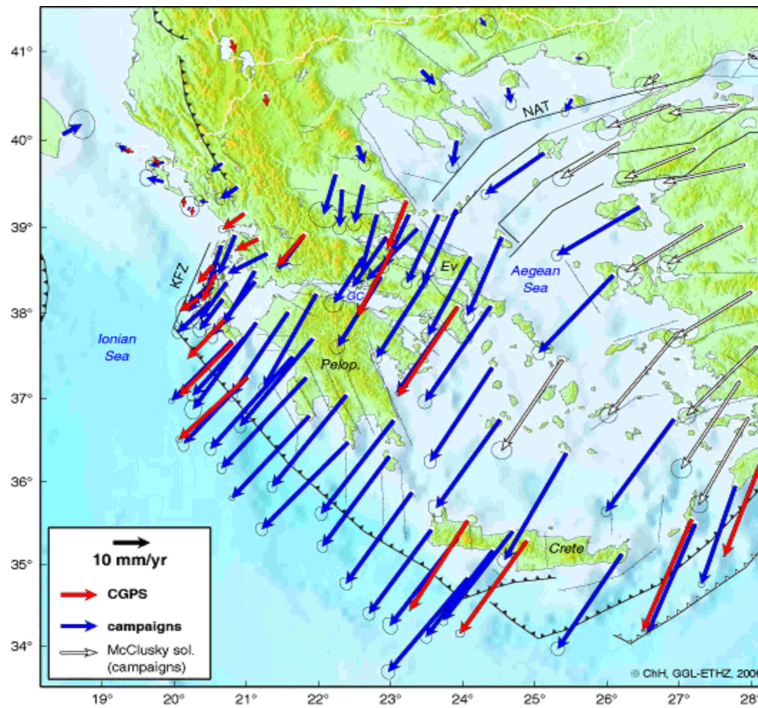 41°
40°
39°
38°
37°
36°
35°
34°
NAT
KFZ
Ev
GC
Aegean
Sea
Ionian
Sea
Pelop.
Crete
10 mm/yr
CGPS
campaigns
McClusky sol.
(campaigns)
© ChH, GGL-ETHZ, 2006
19° 20° 21° 22° 23° 24° 25° 26° 27° 28°